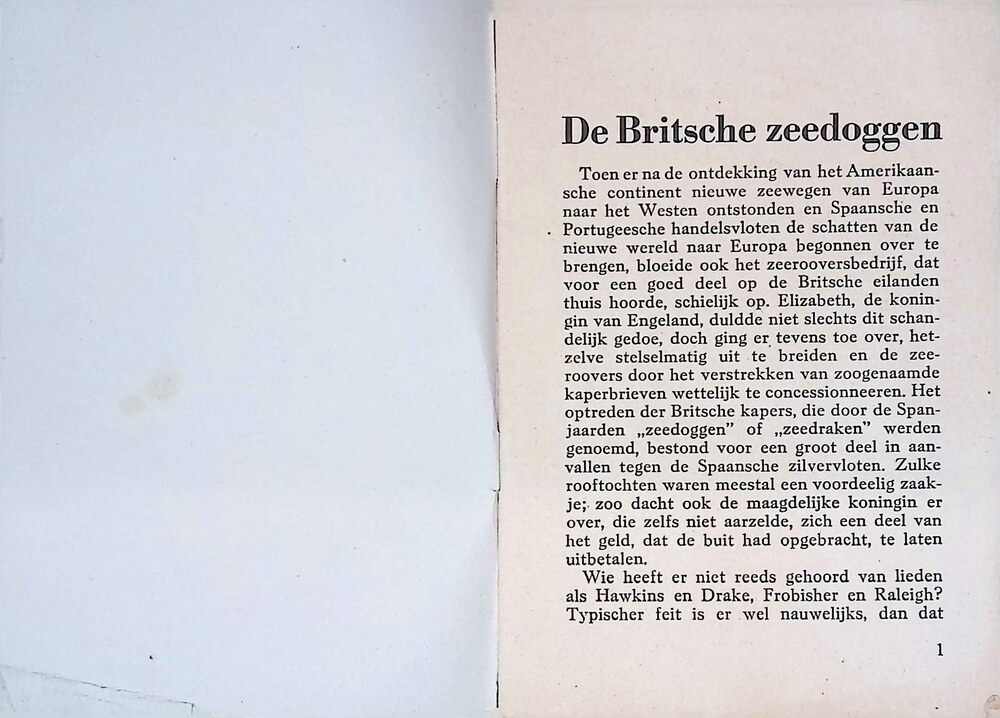 De Britsche zeedoggen
Toen er na de ontdekking van het Amerikaan-
sche continent nieuwe zeewegen van Europa
naar het Westen ontstonden en Spaansche en
Portugeesche handelsvloten de schatten van de
nieuwe wereld naar Europa begonnen over te
brengen, bloeide ook het zeerooversbedrijf, dat
voor een goed deel op de Britsche eilanden
thuis hoorde, schielijk op. Elizabeth, de konin-
gin van Engeland, duldde niet slechts dit schan-
delijk gedoe, doch ging er tevens toe over, het-
zelve stelselmatig uit te breiden en de zee-
roovers door het verstrekken van zoogenaamde
kaperbrieven wettelijk te concessionneeren. Het
optreden der Britsche kapers, die door de Span-
jaarden „zeedoggen” of „zeedraken” werden
genoemd, bestond voor een groot deel in aan-
vallen tegen de Spaansche zilvervloten. Zulke
rooftochten waren meestal een voordeelig zaak-
je; zoo dacht ook de maagdelijke koningin er
over, die zelfs niet aarzelde, zich een deel van
het geld, dat de buit had opgebracht, te laten
uitbetalen.
Wie heeft er niet reeds gehoord van lieden
als Hawkins en Drake, Frobisher en Raleigh?
Typischer feit is er wel nauwelijks, dan dat
1